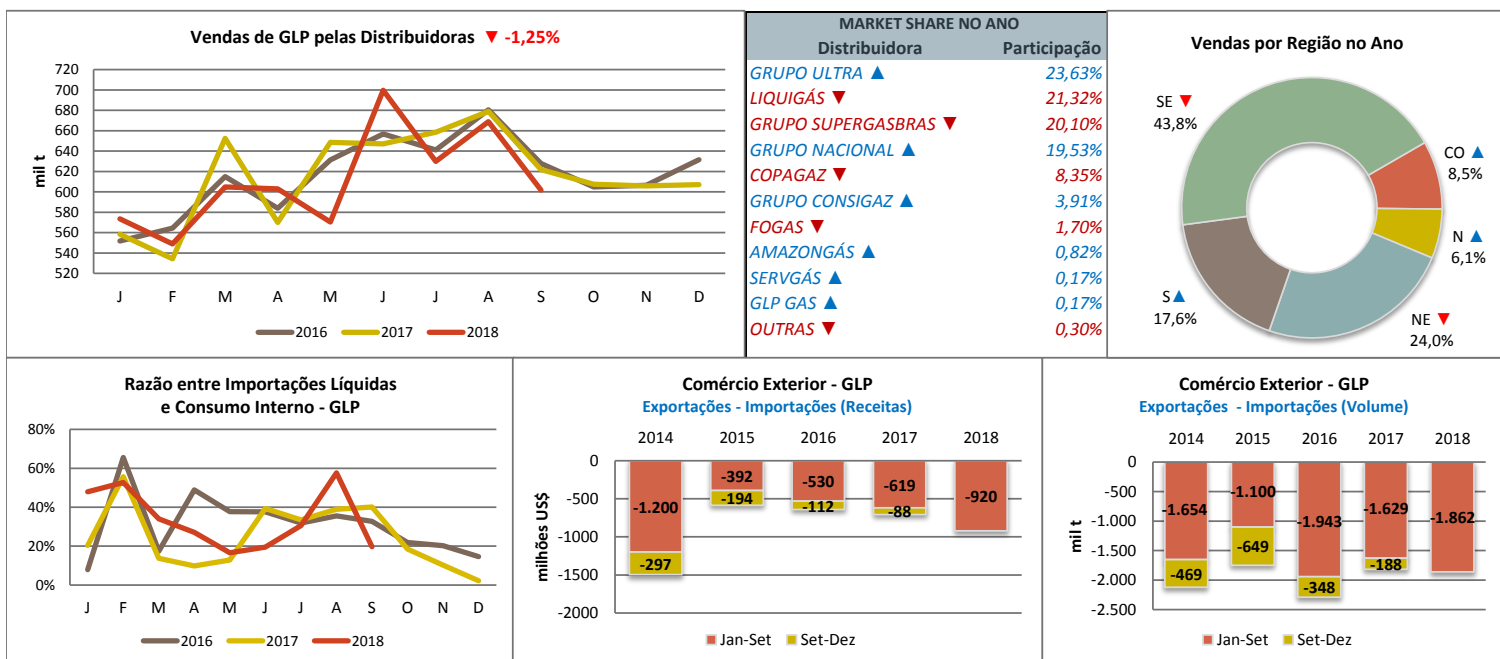 Vendas de GLP pelas Distribuidoras ▼ -1,25%
mil t
720
700
680
660
640
620
600
580
560
540
520
J F M A M J J A S O N D
2016 2017 2018
MARKET SHARE NO ANO
Distribuidora Participação
GRUPO ULTRA ▲ 23,63%
LIQUIGÁS ▼ 21,32%
GRUPO SUPERGASBRAS ▼ 20,10%
GRUPO NACIONAL ▲ 19,53%
COPAGAZ ▼ 8,35%
GRUPO CONSIGAZ ▲ 3,91%
FOGAS ▼ 1,70%
AMAZONGÁS ▲ 0,82%
SERVGÁS ▲ 0,17%
GLP GAS ▲ 0,17%
OUTRAS ▼ 0,30%
Vendas por Região no Ano
SE ▼
43,8%
CO ▲
8,5%
N ▲
6,1%
NE ▼
24,0%
S ▲
17,6%
Razão entre Importações Líquidas
e Consumo Interno - GLP
80%
60%
40%
20%
0%
J F M A M J J A S O N D
2016 2017 2018
Comércio Exterior - GLP
Exportações - Importações (Receitas)
2014 2015 2016 2017 2018
milhões US$
0
-500
-1000
-1500
-2000
-1.200
-297
-392
-194
-530
-112
-619
-88
-920
Jan-Set Set-Dez
Comércio Exterior - GLP
Exportações - Importações (Volume)
2014 2015 2016 2017 2018
mil t
0
-500
-1.000
-1.500
-2.000
-2.500
-1.654
-469
-1.100
-649
-1.943
-348
-1.629
-188
-1.862
Jan-Set Set-Dez